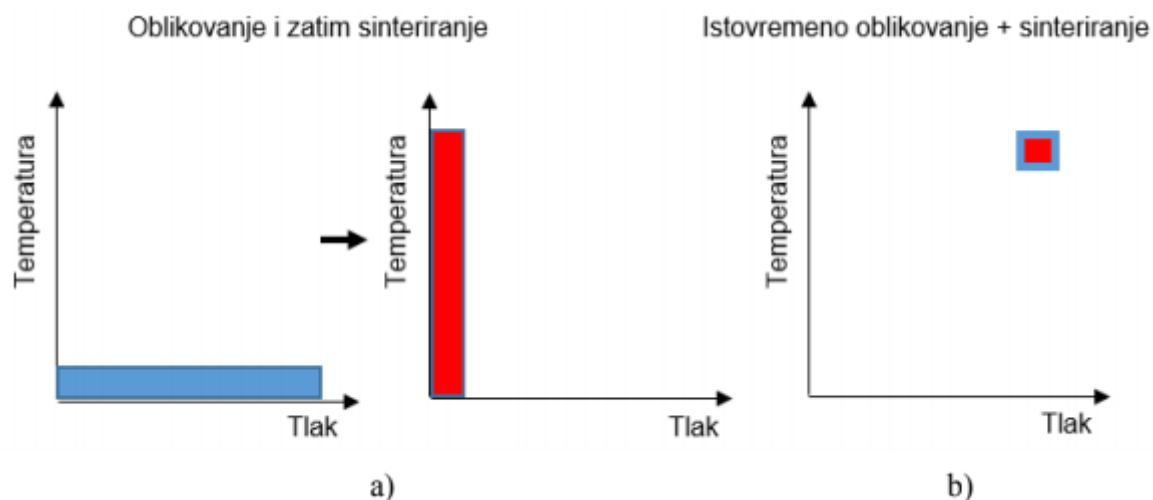 Oblikovanje i zatim sinteriranje
Istovremeno oblikovanje + sinteriranje
Temperatura
Tlak
Temperatura
Tlak
Temperatura
Tlak
a)
b)